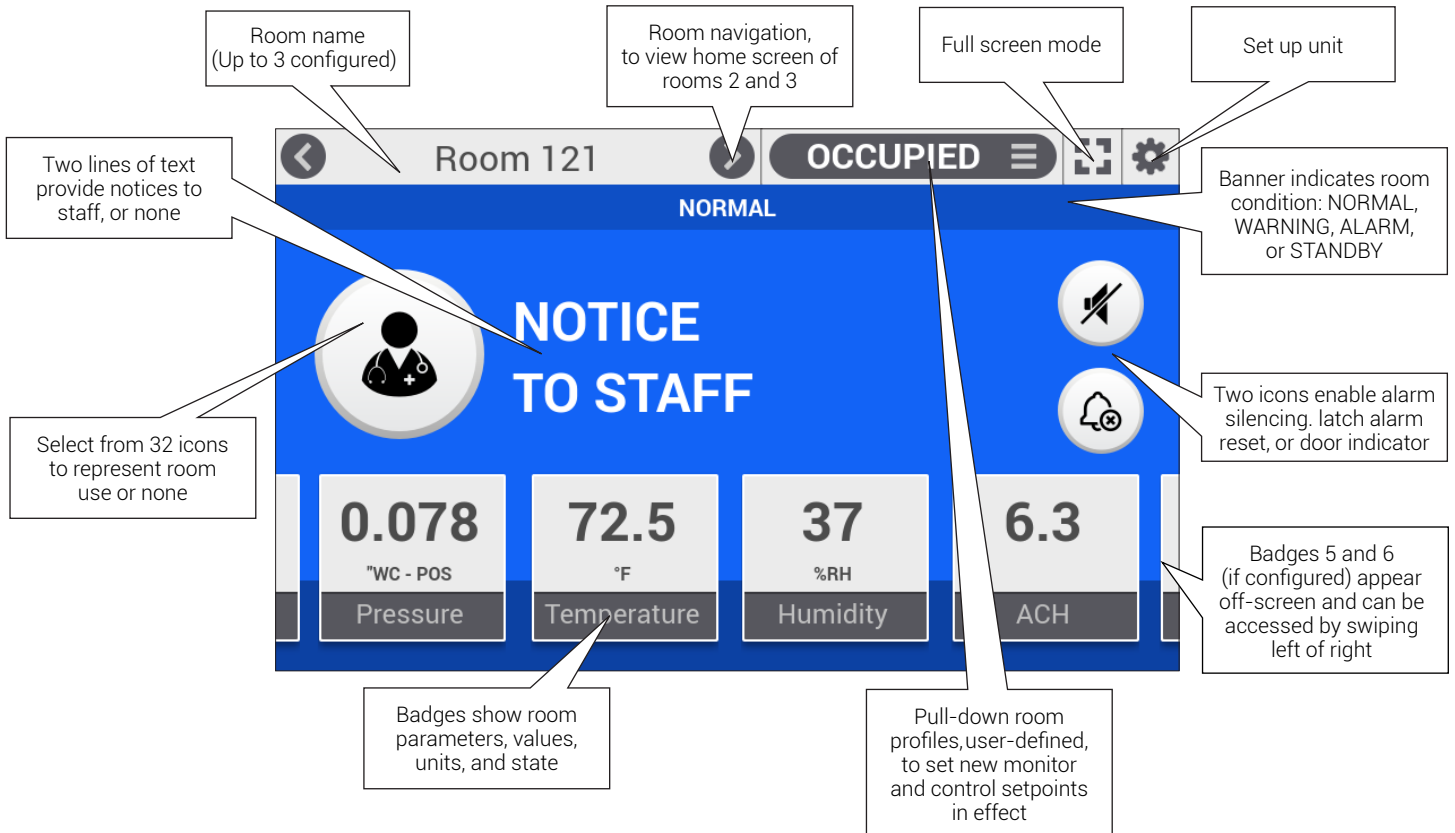 Room name
(Up to 3 configured)
Room navigation,
to view home screen of
rooms 2 and 3
Full screen mode
Set up unit
Two lines of text
provide notices to
staff, or none
Room 121
OCCUPIED
Banner indicates room
condition: NORMAL,
WARNING, ALARM,
or STANDBY
NORMAL
NOTICE
TO STAFF
Select from 32 icons
to represent room
use or none
Two icons enable alarm
silencing. latch alarm
reset, or door indicator
0.078
"WC - POS
Pressure
72.5
°F
Temperature
37
%RH
Humidity
6.3
ACH
Badges 5 and 6
(if configured) appear
off-screen and can be
accessed by swiping
left of right
Badges show room
parameters, values,
units, and state
Pull-down room
profiles,user-defined,
to set new monitor
and control setpoints
in effect